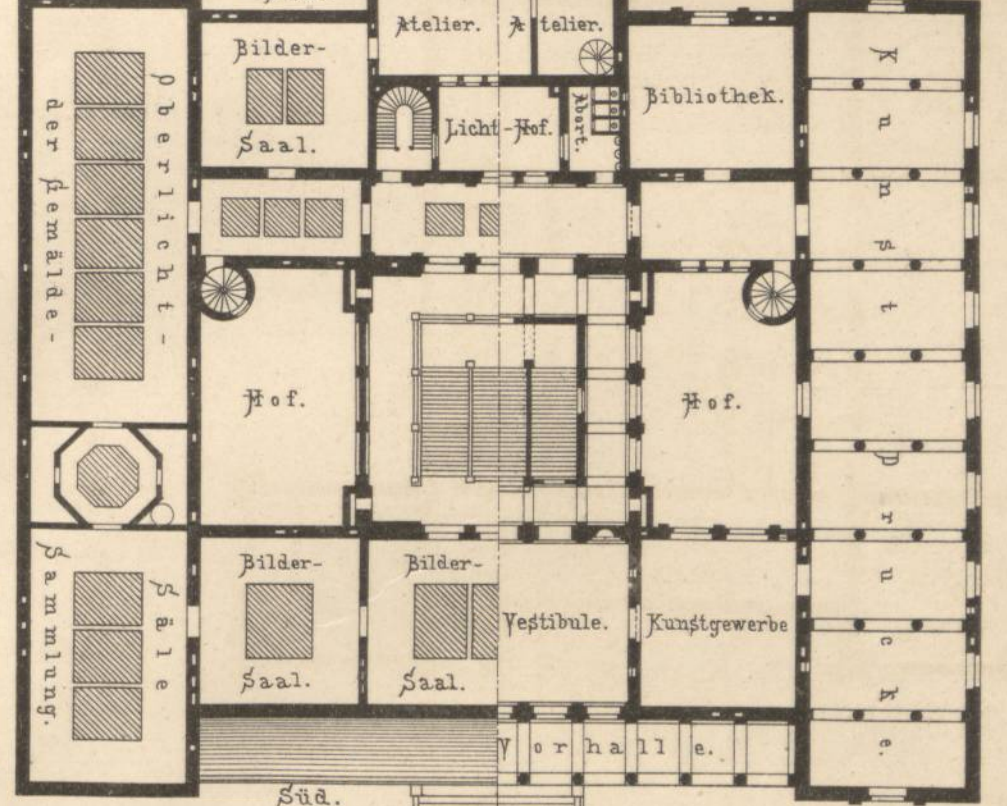 Atelier.
Atelier.
Bilder-
Saal.
Licht-Hof.
Abort.
Bibliothek.
Oberlicht-
Säle
der Gemälde-
Sammlung.
Hof.
Hof.
Kunst
Drucke.
Bilder-
Saal.
Bilder-
Saal.
Vestibule.
Kunstgewerbe
Vorhalle.
Süd.